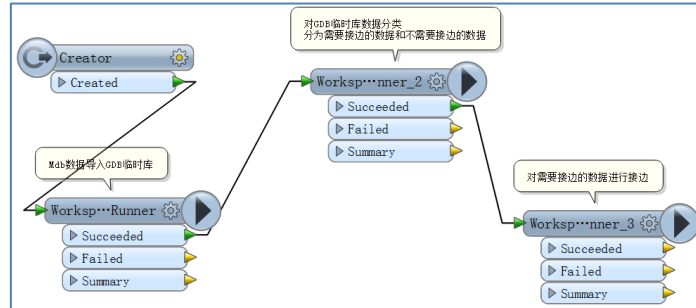 对GDB临时库数据分类
分为需要接边的数据和不需要接边的数据
Creator
Created
Worksp···nner_2
Succeeded
Failed
Summary
Mdb数据导入GDB临时库
Worksp···Runner
Succeeded
Failed
Summary
对需要接边的数据进行接边
Worksp···nner_3
Succeeded
Failed
Summary